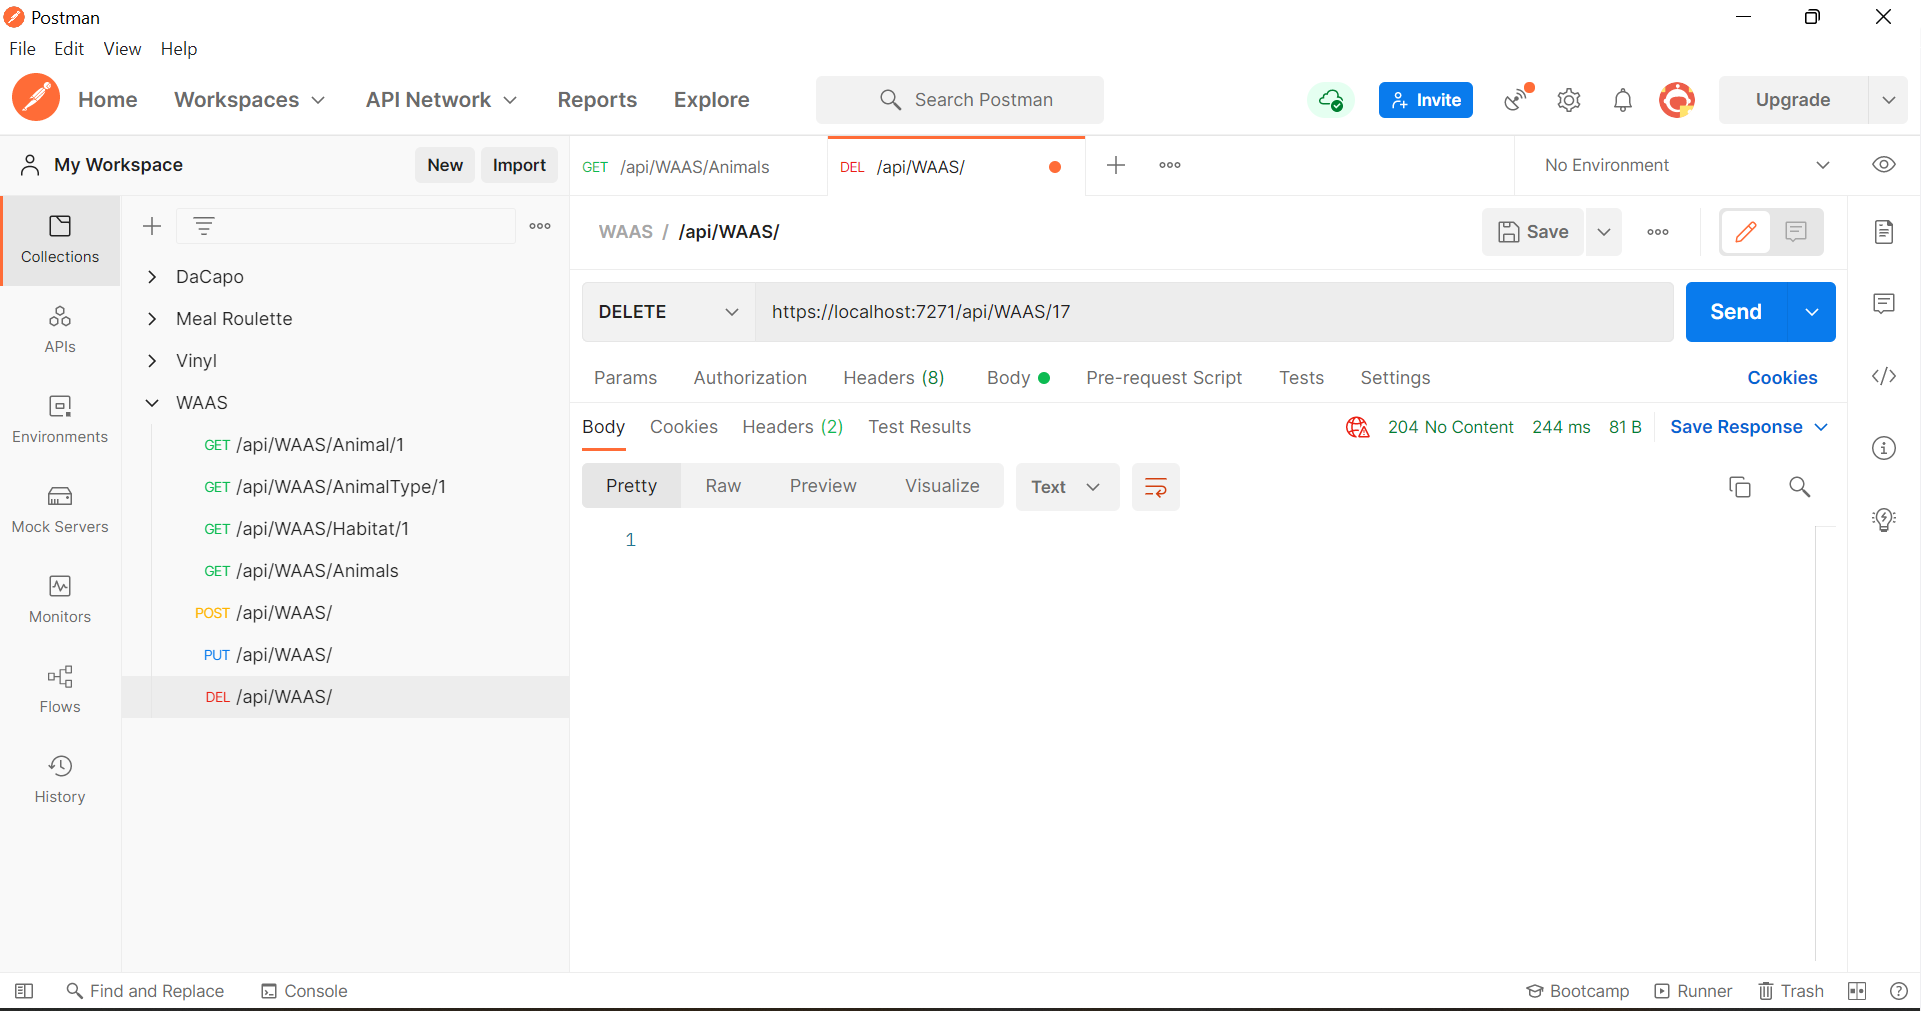 Postman
File Edit View Help
Home Workspaces API Network Reports Explore Search Postman Invite Upgrade
My Workspace New Import
GET /api/WAAS/Animals DEL /api/WAAS/ No Environment
Collections
APIs
Environments
Mock Servers
Monitors
Flows
History
DaCapo
Meal Roulette
Vinyl
WAAS
GET /api/WAAS/Animal/1
GET /api/WAAS/AnimalType/1
GET /api/WAAS/Habitat/1
GET /api/WAAS/Animals
POST /api/WAAS/
PUT /api/WAAS/
DEL /api/WAAS/
WAAS / /api/WAAS/ Save
DELETE https://localhost:7271/api/WAAS/17 Send
Params Authorization Headers (8) Body Pre-request Script Tests Settings Cookies
Body Cookies Headers (2) Test Results 204 No Content 244 ms 81 B Save Response
Pretty Raw Preview Visualize Text
1
Find and Replace Console Bootcamp Runner Trash